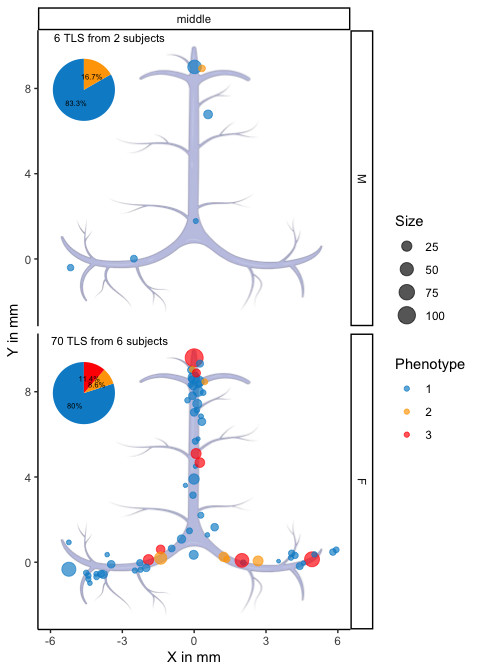 middle
6 TLS from 2 subjects
16.7%
83.3%
8
4
0
M
Y in mm
70 TLS from 6 subjects
11.4%
8.6%
80%
8
4
0
F
-6
-3
0
3
6
X in mm
Size
25
50
75
100
Phenotype
1
2
3